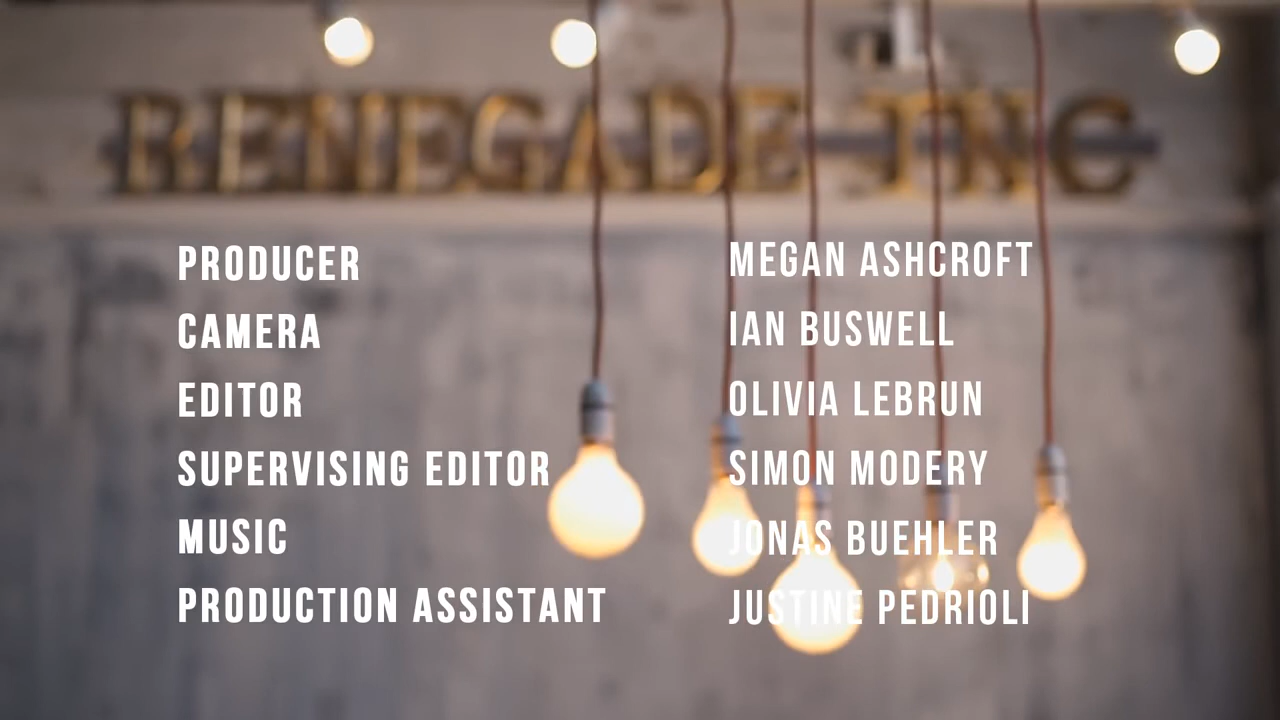 RENEGADE INC
PRODUCER MEGAN ASHCROFT
CAMERA IAN BUSWELL
EDITOR OLIVIA LEBRUN
SUPERVISING EDITOR SIMON MODERY
MUSIC JONAS BUEHLER
PRODUCTION ASSISTANT JUSTINE PEDRIOLI